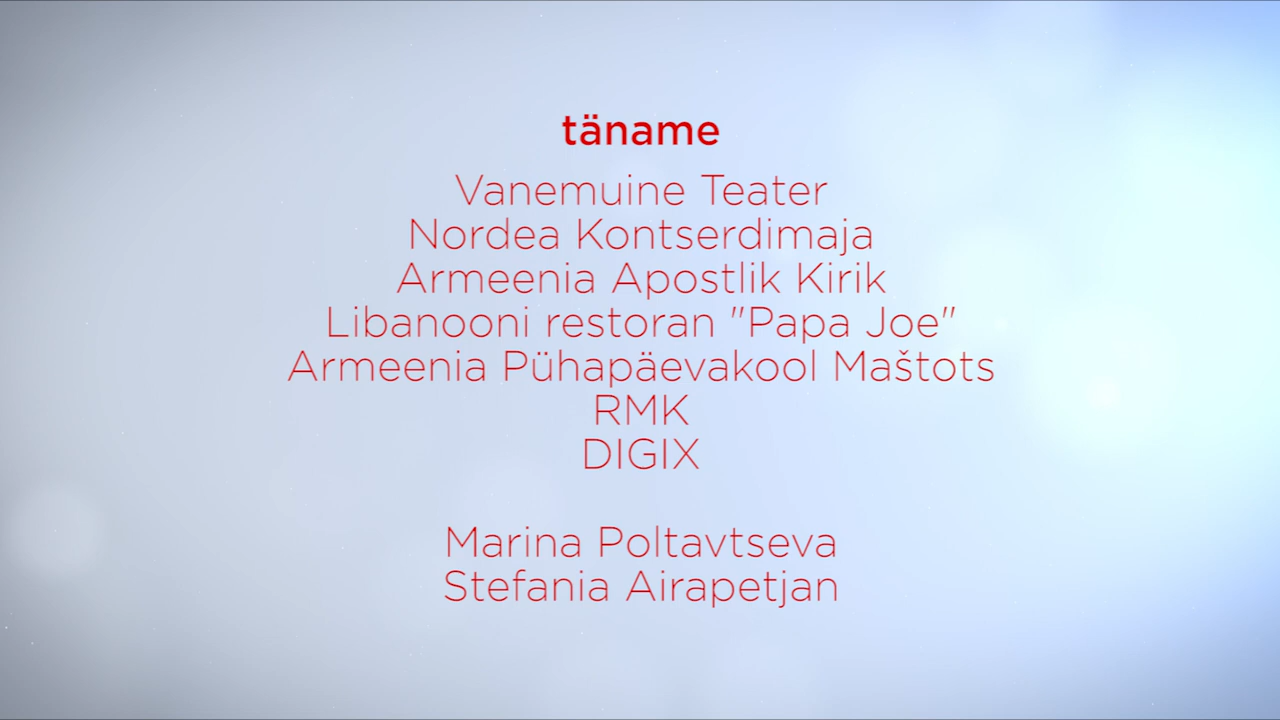 täname
Vanemuine Teater
Nordea Kontserdimaja
Armeenia Apostlik Kirik
Libanooni restoran "Papa Joe"
Armeenia Pühapäevakool Maštots
RMK
DIGIX
Marina Poltavtseva
Stefania Airapetjan